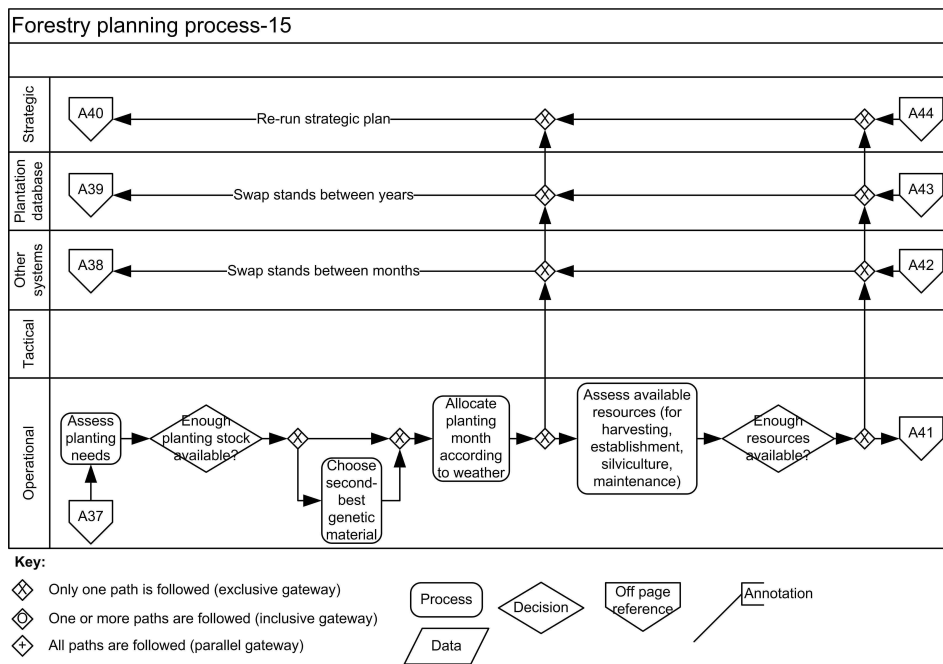 Forestry planning process-15
Strategic
A40
Re-run strategic plan
X
X
A44
Plantation
database
A39
Swap stands between years
X
X
A43
Other
systems
A38
Swap stands between months
X
X
A42
Tactical
Operational
Assess
planting
needs
A37
Enough
planting stock
available?
X
Choose
second-
best
genetic
material
X
Allocate
planting
month
according
to weather
X
Assess available
resources (for
harvesting,
establishment,
silviculture,
maintenance)
Enough
resources
available?
X
A41
Key:
X Only one path is followed (exclusive gateway)
O One or more paths are followed (inclusive gateway)
+ All paths are followed (parallel gateway)
Process
Data
Decision
Off page
reference
Annotation